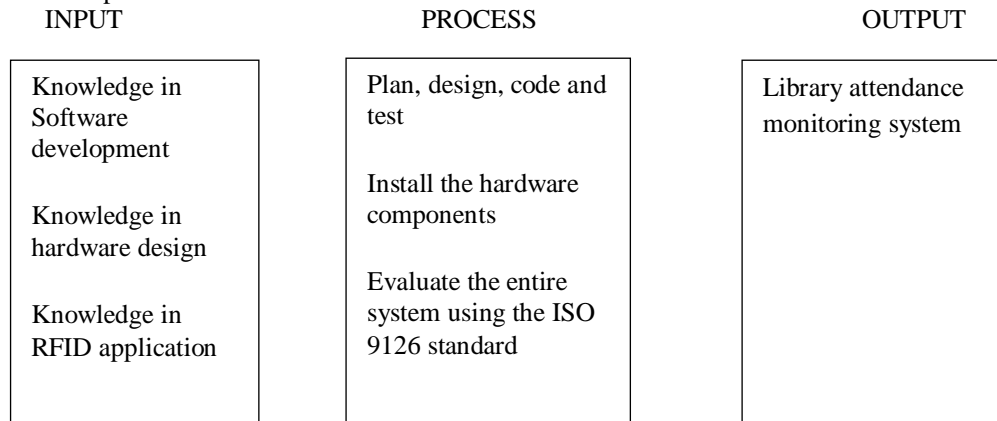 INPUT PROCESS OUTPUT
Knowledge in
Software
development
Knowledge in
hardware design
Knowledge in
RFID application
Plan, design, code and
test
Install the hardware
components
Evaluate the entire
system using the ISO
9126 standard
Library attendance
monitoring system